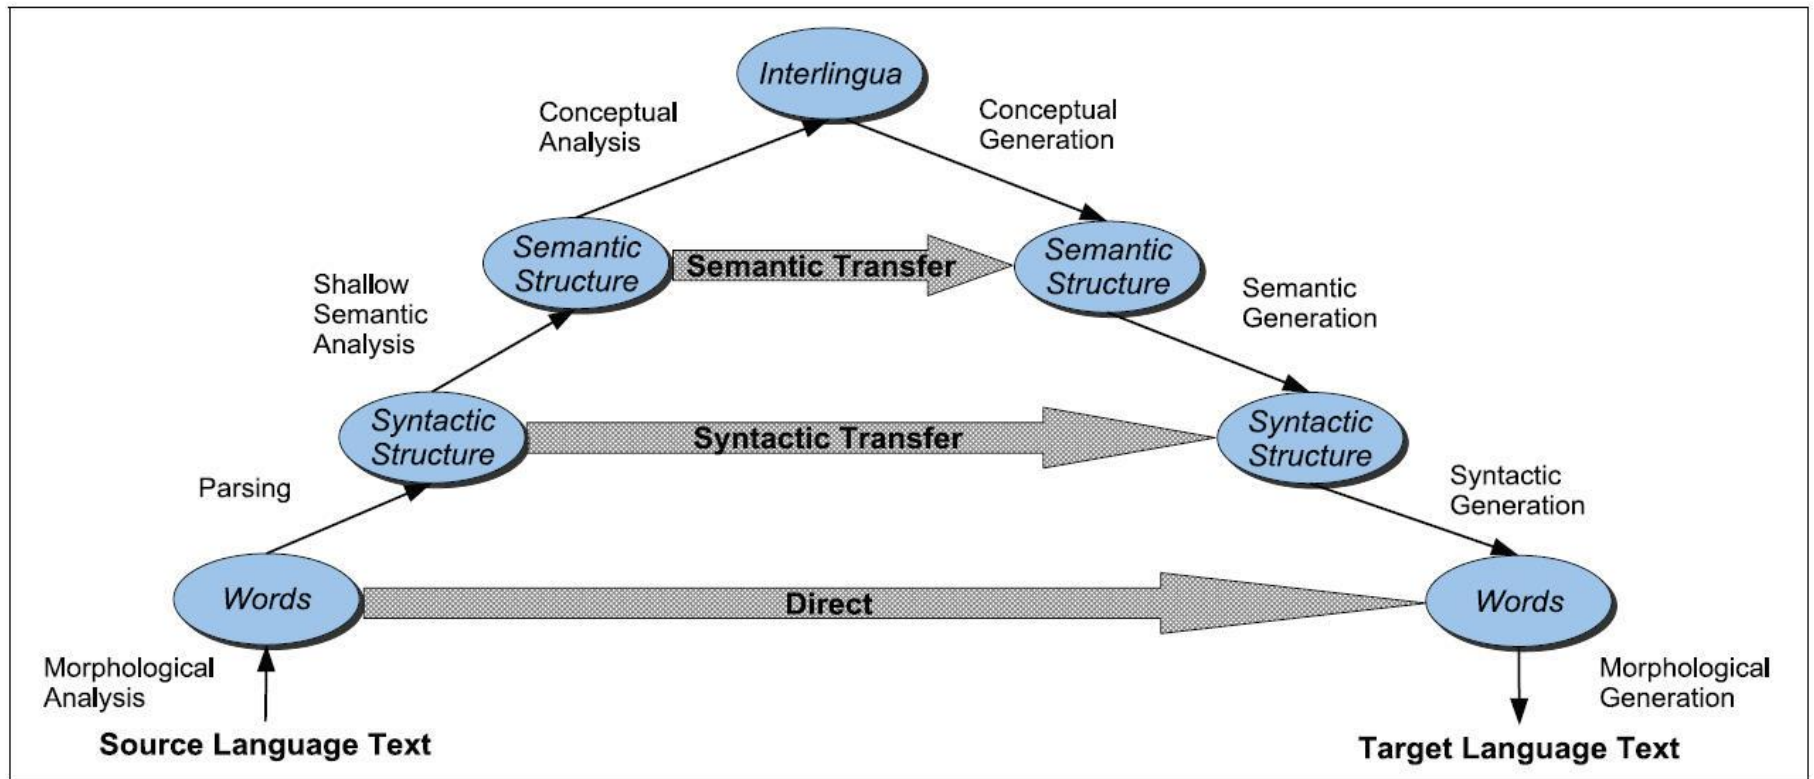 Interlingua
Conceptual
Analysis
Conceptual
Generation
Semantic
Structure
Semantic Transfer
Semantic
Structure
Shallow
Semantic
Analysis
Semantic
Generation
Syntactic
Structure
Syntactic Transfer
Syntactic
Structure
Parsing
Syntactic
Generation
Words
Direct
Words
Morphological
Analysis
Morphological
Generation
Source Language Text
Target Language Text